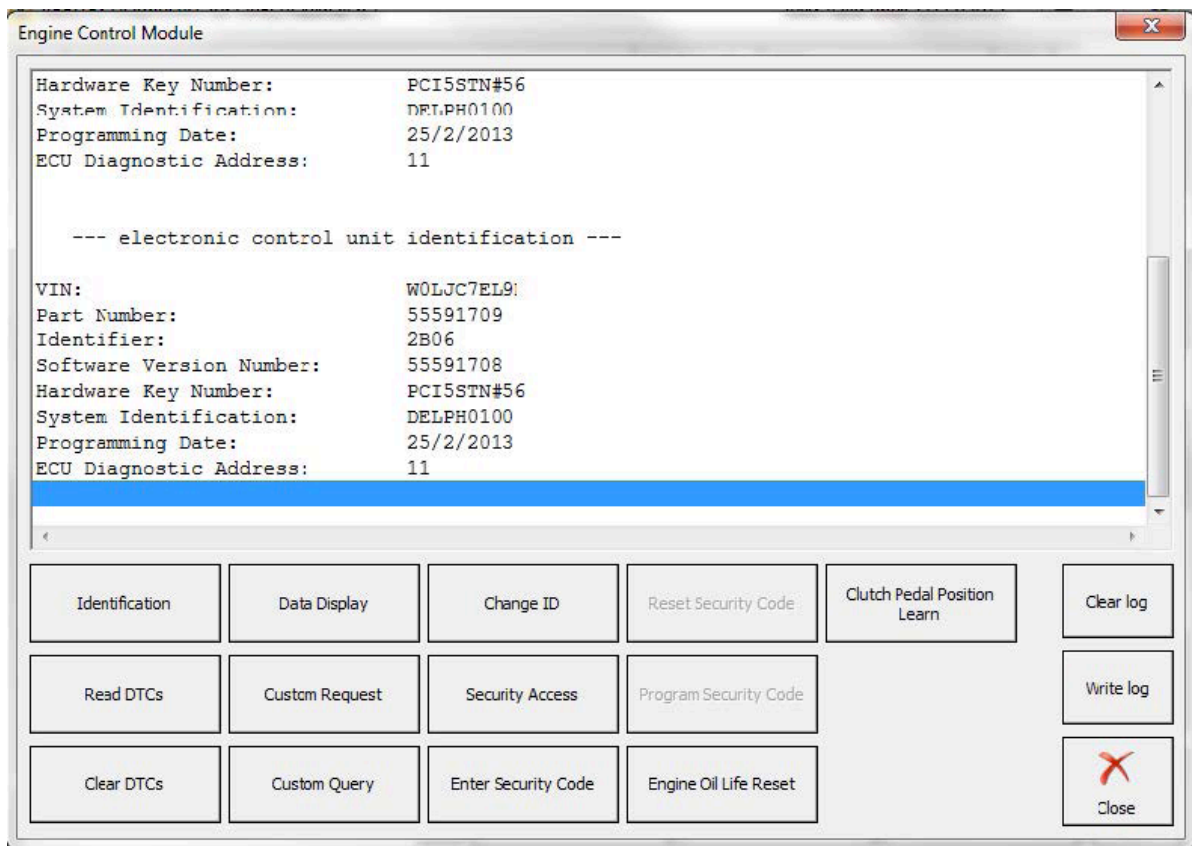 Engine Control Module
Hardware Key Number: PCI5STN#56
System Identification: DELPH0100
Programming Date: 25/2/2013
ECU Diagnostic Address: 11
--- electronic control unit identification ---
VIN: W0LJC7EL9
Part Number: 55591709
Identifier: 2B06
Software Version Number: 55591708
Hardware Key Number: PCI5STN#56
System Identification: DELPH0100
Programming Date: 25/2/2013
ECU Diagnostic Address: 11
Identification Data Display Change ID Reset Security Code Clutch Pedal Position Learn Clear log
Read DTCs Custom Request Security Access Program Security Code Write log
Clear DTCs Custom Query Enter Security Code Engine Oil Life Reset Close